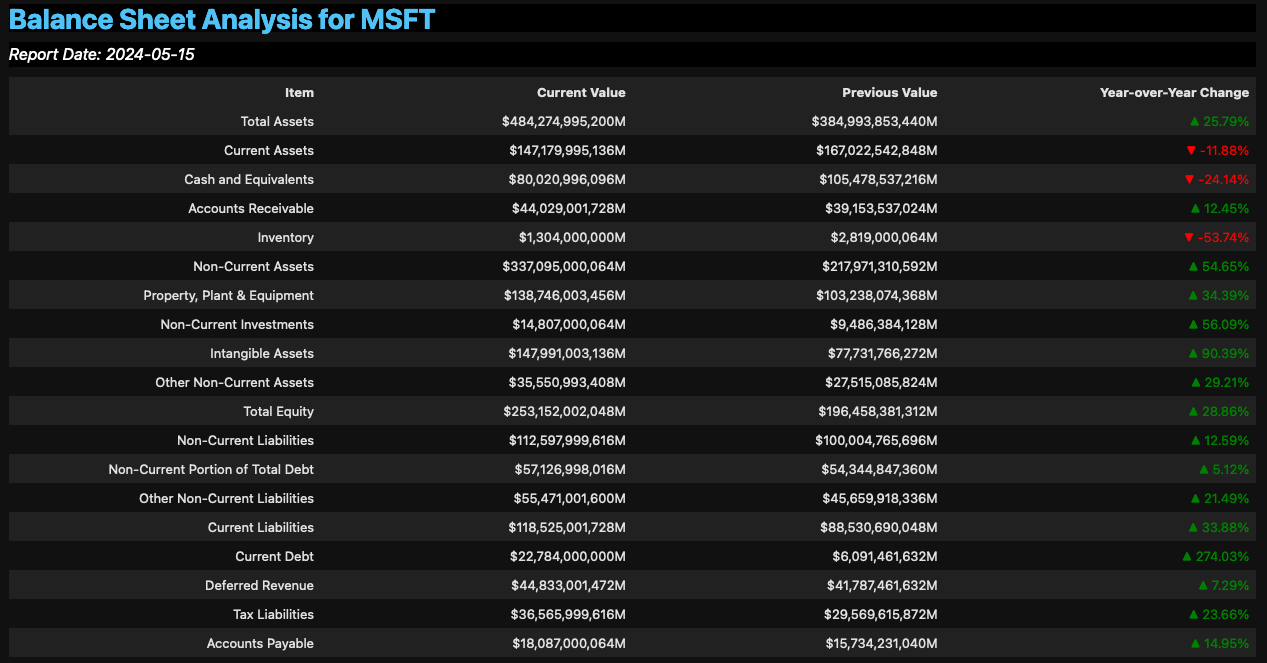 Balance Sheet Analysis for MSFT
Report Date: 2024-05-15
Item Current Value Previous Value Year-over-Year Change
Total Assets $484,274,995,200M $384,993,853,440M ▲ 25.79%
Current Assets $147,179,995,136M $167,022,542,848M ▼ -11.88%
Cash and Equivalents $80,020,996,096M $105,478,537,216M ▼ -24.14%
Accounts Receivable $44,029,001,728M $39,153,537,024M ▲ 12.45%
Inventory $1,304,000,000M $2,819,000,064M ▼ -53.74%
Non-Current Assets $337,095,000,064M $217,971,310,592M ▲ 54.65%
Property, Plant & Equipment $138,746,003,456M $103,238,074,368M ▲ 34.39%
Non-Current Investments $14,807,000,064M $9,486,384,128M ▲ 56.09%
Intangible Assets $147,991,003,136M $77,731,766,272M ▲ 90.39%
Other Non-Current Assets $35,550,993,408M $27,515,085,824M ▲ 29.21%
Total Equity $253,152,002,048M $196,458,381,312M ▲ 28.86%
Non-Current Liabilities $112,597,999,616M $100,004,765,696M ▲ 12.59%
Non-Current Portion of Total Debt $57,126,998,016M $54,344,847,360M ▲ 5.12%
Other Non-Current Liabilities $55,471,001,600M $45,659,918,336M ▲ 21.49%
Current Liabilities $118,525,001,728M $88,530,690,048M ▲ 33.88%
Current Debt $22,784,000,000M $6,091,461,632M ▲ 274.03%
Deferred Revenue $44,833,001,472M $41,787,461,632M ▲ 7.29%
Tax Liabilities $36,565,999,616M $29,569,615,872M ▲ 23.66%
Accounts Payable $18,087,000,064M $15,734,231,040M ▲ 14.95%